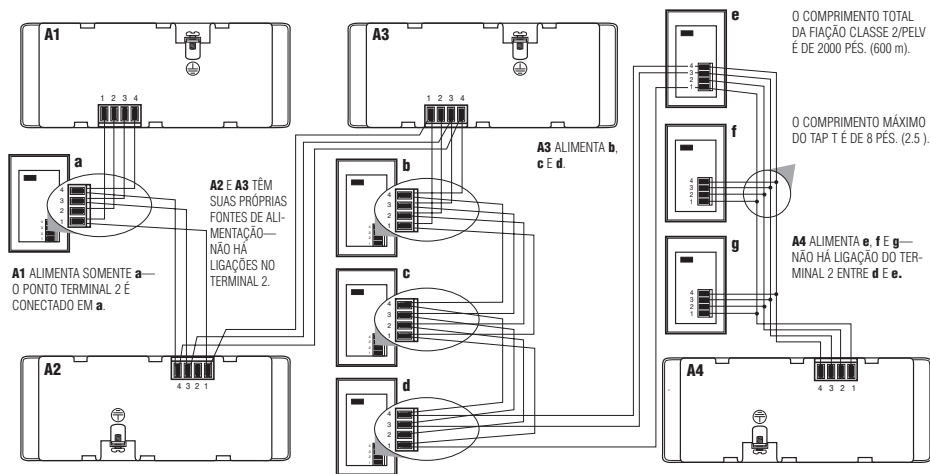 A1
1 2 3 4
a
4
3
2
1
A1 ALIMENTA SOMENTE a—
O PONTO TERMINAL 2 É
CONECTADO EM a.
A2 E A3 TÊM
SUAS PRÓPRIAS
FONTES DE ALI-
MENTAÇÃO—
NÃO HÁ
LIGAÇÕES NO
TERMINAL 2.
A2
4 3 2 1
A3
1 2 3 4
A3 ALIMENTA b,
c E d.
b
4
3
2
1
c
4
3
2
1
d
4
3
2
1
e
4
3
2
1
O COMPRIMENTO TOTAL
DA FIAÇÃO CLASSE 2/PELV
É DE 2000 PÉS. (600 m).
f
4
3
2
1
O COMPRIMENTO MÁXIMO
DO TAP T É DE 8 PÉS. (2.5 ).
g
4
3
2
1
A4 ALIMENTA e, f E g—
NÃO HÁ LIGAÇÃO DO TER-
MINAL 2 ENTRE d E e.
A4
4 3 2 1